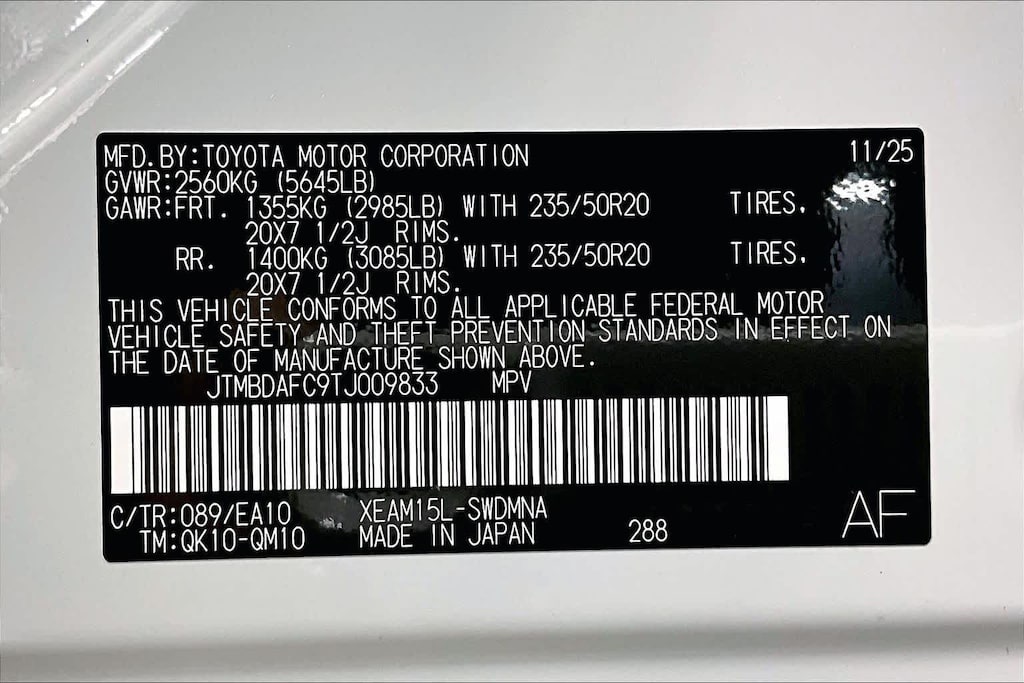 MFD.BY:TOYOTA MOTOR CORPORATION 11/25
GVWR:2560KG (5645LB)
GAWR:FRT. 1355KG (2985LB) WITH 235/50R20 TIRES.
20X7 1/2J RIMS.
RR. 1400KG (3085LB) WITH 235/50R20 TIRES.
20X7 1/2J RIMS.
THIS VEHICLE CONFORMS TO ALL APPLICABLE FEDERAL MOTOR
VEHICLE SAFETY AND THEFT PREVENTION STANDARDS IN EFFECT ON
THE DATE OF MANUFACTURE SHOWN ABOVE.
JTMBDAFC9TJ009833 MPV
C/TR:089/EA10 XEAM15L-SWDMNA
TM:QK10-QM10 MADE IN JAPAN 288 AF